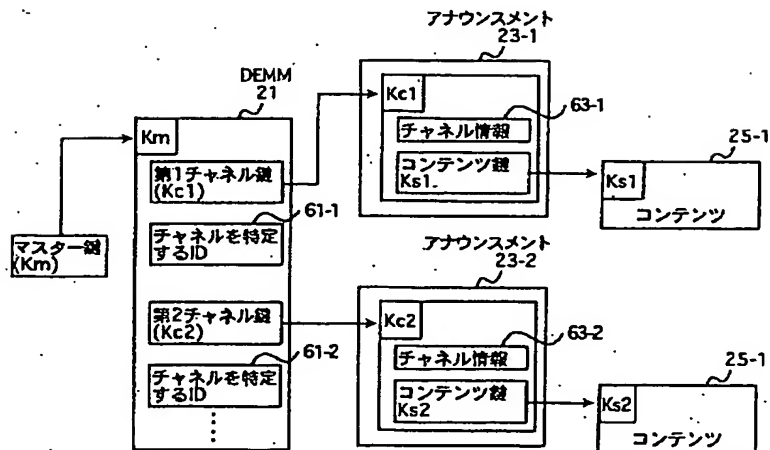 マスター鍵
(Km)
DEMM
21
Km
第1チャネル鍵
(Kc1)
61-1
チャネルを特定
するID
第2チャネル鍵
(Kc2)
61-2
チャネルを特定
するID
アナウンスメント
23-1
Kc1
63-1
チャネル情報
コンテンツ鍵
Ks1
25-1
Ks1
コンテンツ
アナウンスメント
23-2
Kc2
63-2
チャネル情報
コンテンツ鍵
Ks2
25-1
Ks2
コンテンツ